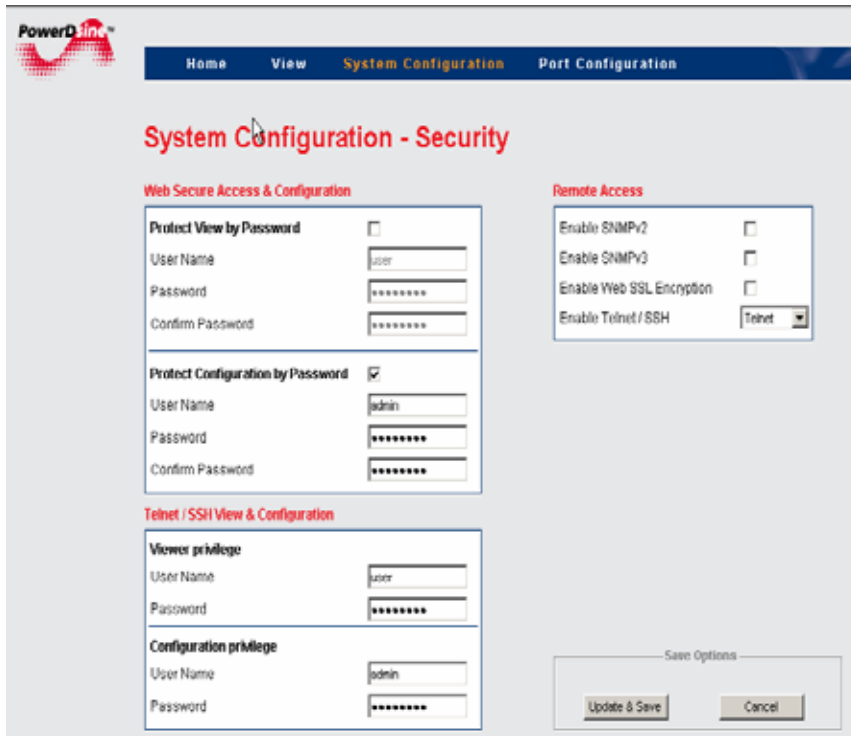 PowerDsine™
Home View System Configuration Port Configuration
System Configuration - Security
Web Secure Access & Configuration
Protect View by Password
User Name user
Password ••••••••
Confirm Password ••••••••
Protect Configuration by Password
User Name admin
Password ••••••••
Confirm Password ••••••••
Telnet / SSH View & Configuration
Viewer privilege
User Name user
Password ••••••••
Configuration privilege
User Name admin
Password ••••••••
Remote Access
Enable SNMPv2
Enable SNMPv3
Enable Web SSL Encryption
Enable Telnet / SSH Telnet
Save Options
Update & Save Cancel